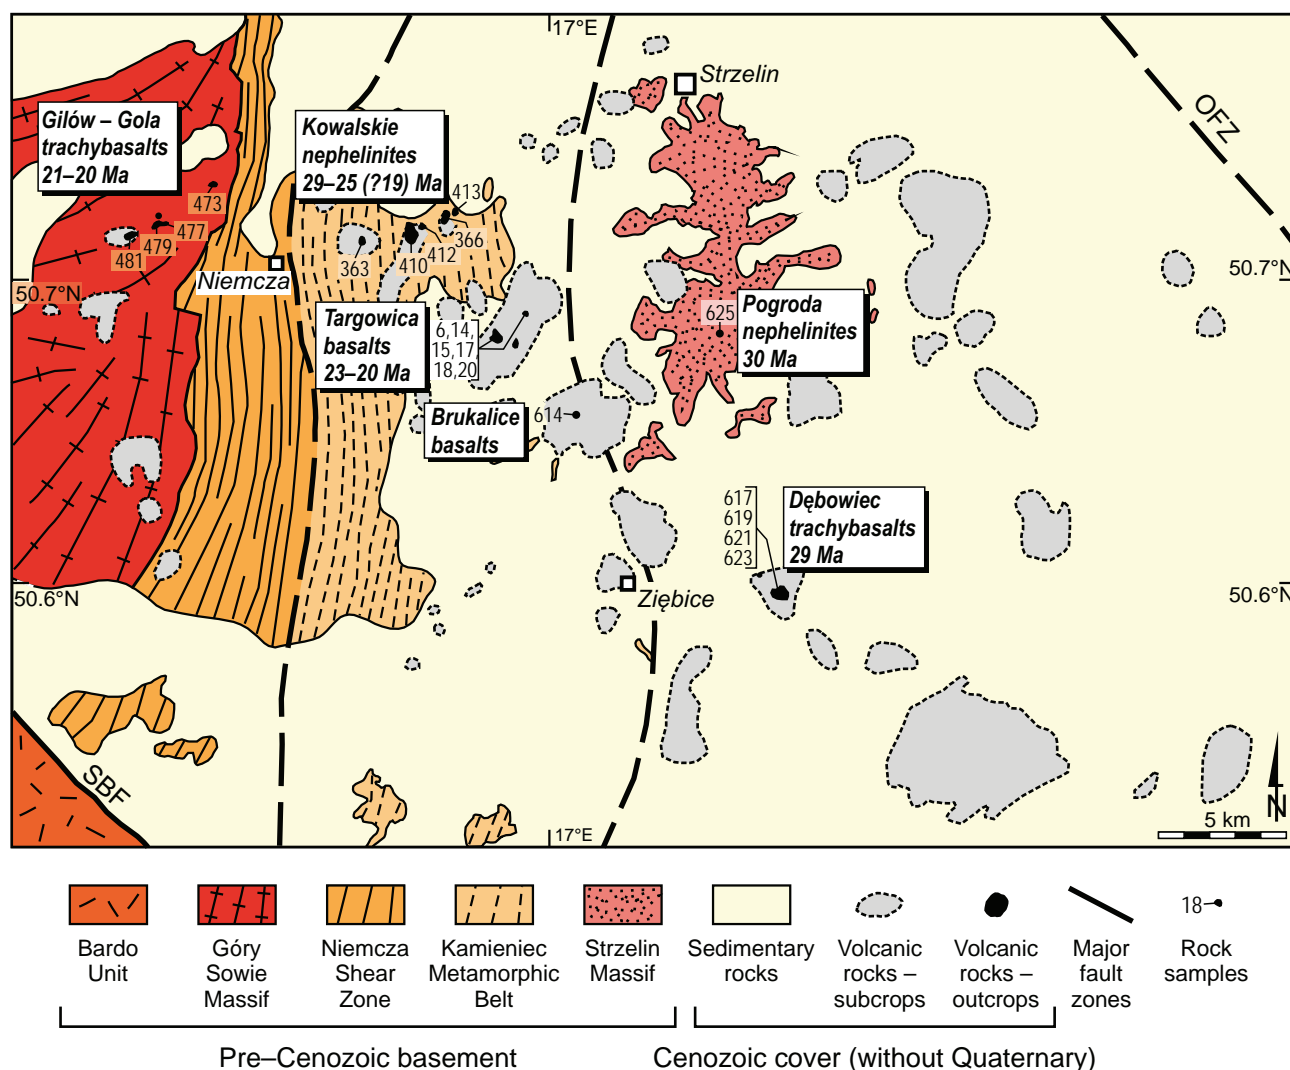 17°E
Strzelin
OFZ
Gilów – Gola
trachybasalts
21–20 Ma
Kowalskie
nephelinites
29–25 (?19) Ma
413
473
477
479
481
366
412
410
363
Niemcza
50.7°N
50.7°N
Targowica
basalts
23–20 Ma
6,14,
15,17,
18,20
625
Pogroda
nephelinites
30 Ma
Brukalice
basalts
614
617
619
621
623
Dębowiec
trachybasalts
29 Ma
50.6°N
50.6°N
Ziębice
SBF
17°E
N
5 km
Bardo
Unit
Góry
Sowie
Massif
Niemcza
Shear
Zone
Kamieniec
Metamorphic
Belt
Strzelin
Massif
Sedimentary
rocks
Volcanic
rocks –
subcrops
Volcanic
rocks –
outcrops
Major
fault
zones
18
Rock
samples
Pre–Cenozoic basement
Cenozoic cover (without Quaternary)